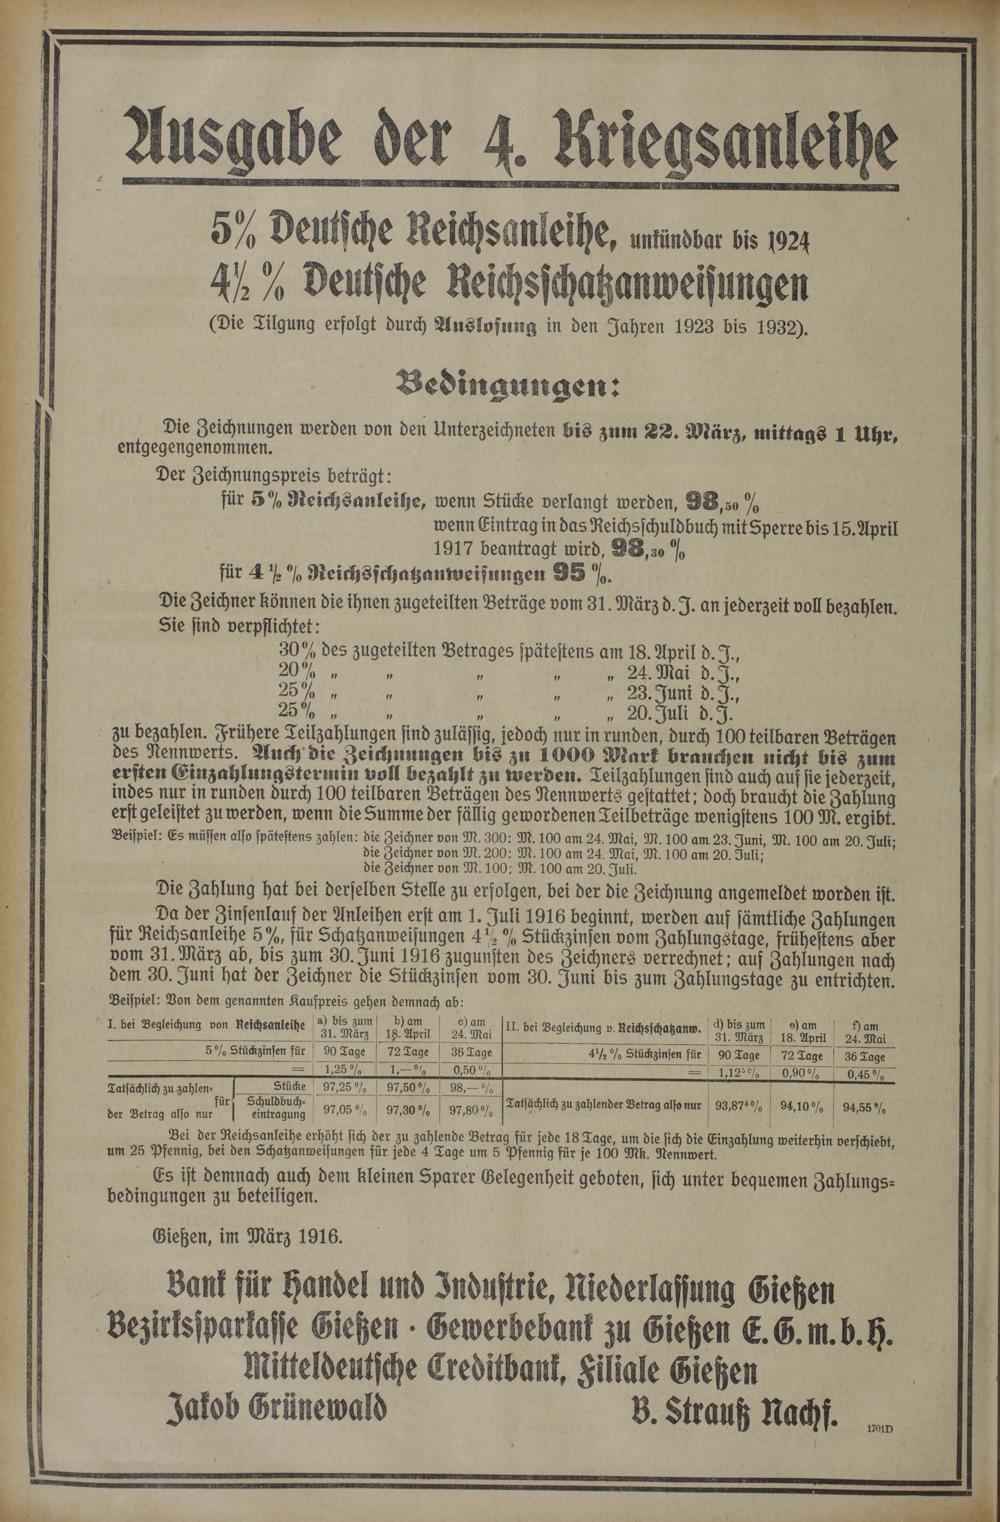 Ausgabe der 4. Kriegsanleihe
5% Deutsche Reichsanleihe, unkündbar bis 1924
4½ % Deutsche Reichsschatzanweisungen
(Die Tilgung erfolgt durch Auslosung in den Jahren 1923 bis 1932).
Bedingungen:
Die Zeichnungen werden von den Unterzeichneten bis zum 22. März, mittags 1 Uhr,
entgegengenommen.
Der Zeichnungspreis beträgt:
für 5% Reichsanleihe, wenn Stücke verlangt werden, 98,50 %
wenn Eintrag in das Reichsschuldbuch mit Sperre bis 15. April
1917 beantragt wird, 98,30 %
für 4 ½ % Reichsschatzanweisungen 95 %.
Die Zeichner können die ihnen zugeteilten Beträge vom 31. März d. J. an jederzeit voll bezahlen.
Sie sind verpflichtet:
30% des zugeteilten Betrages spätestens am 18. April d. J.,
20% „ „ „ „ „ 24. Mai d. J.,
25% „ „ „ „ „ 23. Juni d. J.,
25% „ „ „ „ „ 20. Juli d. J.
zu bezahlen. Frühere Teilzahlungen sind zulässig, jedoch nur in runden, durch 100 teilbaren Beträgen
des Nennwerts. Auch die Zeichnungen bis zu 1000 Mark brauchen nicht bis zum
ersten Einzahlungstermin voll bezahlt zu werden. Teilzahlungen sind auch auf sie jederzeit,
indes nur in runden durch 100 teilbaren Beträgen des Nennwerts gestattet; doch braucht die Zahlung
erst geleistet zu werden, wenn die Summe der fällig gewordenen Teilbeträge wenigstens 100 M. ergibt.
Beispiel: Es müssen also spätestens zahlen: die Zeichner von M. 300: M. 100 am 24. Mai, M. 100 am 23. Juni, M. 100 am 20. Juli;
die Zeichner von M. 200: M. 100 am 24. Mai, M. 100 am 20. Juli;
die Zeichner von M. 100: M. 100 am 20. Juli.
Die Zahlung hat bei derselben Stelle zu erfolgen, bei der die Zeichnung angemeldet worden ist.
Da der Zinsenlauf der Anleihen erst am 1. Juli 1916 beginnt, werden auf sämtliche Zahlungen
für Reichsanleihe 5%, für Schatzanweisungen 4½ % Stückzinsen vom Zahlungstage, frühestens aber
vom 31. März ab, bis zum 30. Juni 1916 zugunsten des Zeichners verrechnet; auf Zahlungen nach
dem 30. Juni hat der Zeichner die Stückzinsen vom 30. Juni bis zum Zahlungstage zu entrichten.
Beispiel: Von dem genannten Kaufpreis gehen demnach ab:
I. bei Begleichung von Reichsanleihe a) bis zum 31. März b) am 18. April c) am 24. Mai II. bei Begleichung v. Reichsschatzanw. d) bis zum 31. März e) am 18. April f) am 24. Mai
5% Stückzinsen für 90 Tage 72 Tage 36 Tage 4½ % Stückzinsen für 90 Tage 72 Tage 36 Tage
= 1,25% 1,—% 0,50% = 1,125% 0,90% 0,45%
Tatsächlich zu zahlen- für Stücke 97,25% 97,50% 98,—%
der Betrag also nur Schuldbuch- eintragung 97,05% 97,30% 97,80% Tatsächlich zu zahlender Betrag also nur 93,875% 94,10% 94,55%
Bei der Reichsanleihe erhöht sich der zu zahlende Betrag für jede 18 Tage, um die sich die Einzahlung weiterhin verschiebt,
um 25 Pfennig, bei den Schatzanweisungen für jede 4 Tage um 5 Pfennig für je 100 Mk. Nennwert.
Es ist demnach auch dem kleinen Sparer Gelegenheit geboten, sich unter bequemen Zahlungs-
bedingungen zu beteiligen.
Gießen, im März 1916.
Bank für Handel und Industrie, Niederlassung Gießen
Bezirkssparkasse Gießen · Gewerbebank zu Gießen E. G. m. b. H.
Mitteldeutsche Creditbank, Filiale Gießen
Jakob Grünewald B. Strauß Nachf.
1701D